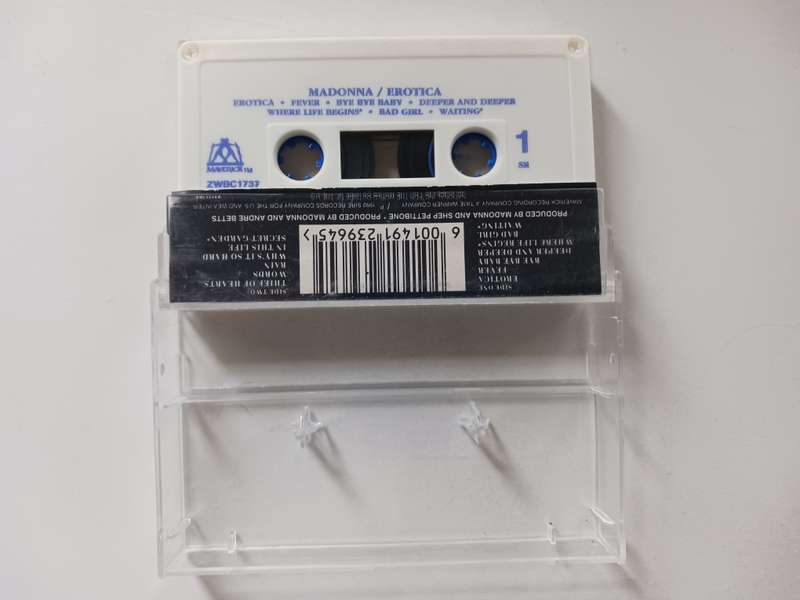 MADONNA / EROTICA
EROTICA • FEVER • BYE BYE BABY • DEEPER AND DEEPER
WHERE LIFE BEGINS* • BAD GIRL • WAITING*
1
SR
MAVERICK TM
ZWBC1737
SIDE ONE
EROTICA
FEVER
BYE BYE BABY
DEEPER AND DEEPER
WHERE LIFE BEGINS*
BAD GIRL
WAITING*
6 001491 239645 >
SIDE TWO
THIEF OF HEARTS
WORDS
RAIN
WHY'S IT SO HARD
IN THIS LIFE
SECRET GARDEN*
PRODUCED BY MADONNA AND SHEP PETTIBONE * PRODUCED BY MADONNA AND ANDRE BETTS